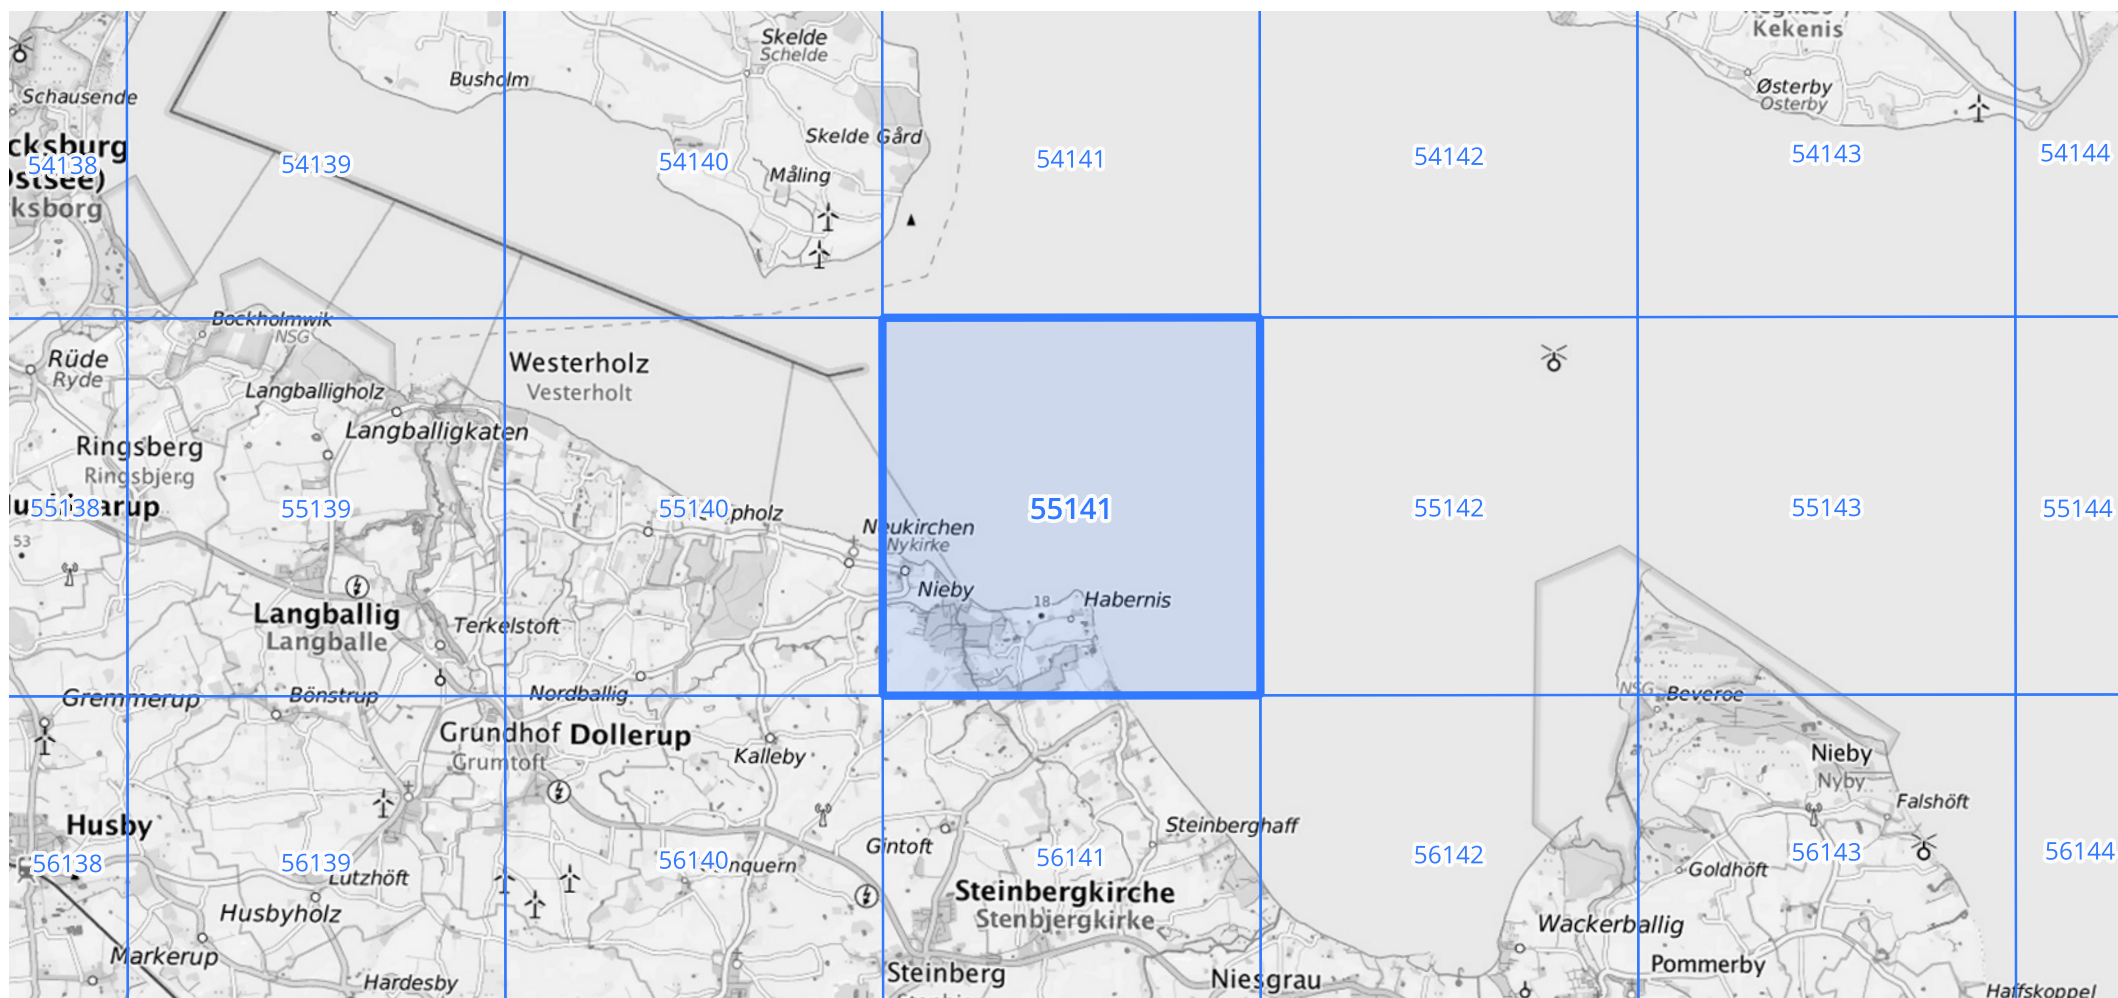 Kekenis
Skelde
Schelde
Busholm
Østerby
Osterby
Schausende
cksburg
Skelde Gård
54138
54139
54140
54141
54142
54143
54144
Måling
ksborg
Bockholmwik
NSG
Rüde
Ryde
Westerholz
Vesterholt
Langballigholz
Langballigkaten
Ringsberg
Ringsbjerg
arup
55138
55139
55140
pholz
55141
55142
55143
55144
Neukirchen
Nykirke
53
Nieby
18
Habernis
Langballig
Langballe
Terkelstoft
Gremmerup
Bönstrup
Nordballig
NSG
Beveroe
Grundhof
Dollerup
Grumtoft
Kalleby
Nieby
Nyby
Falshöft
Husby
Steinberghaff
Gintoft
56138
56139
56140
nquern
56141
56142
56143
56144
Lutzhöft
Goldhöft
Steinbergkirche
Stenbjergkirke
Husbyholz
Wackerballig
Markerup
Hardesby
Steinberg
Niesgrau
Pommerby
Haffskoppel